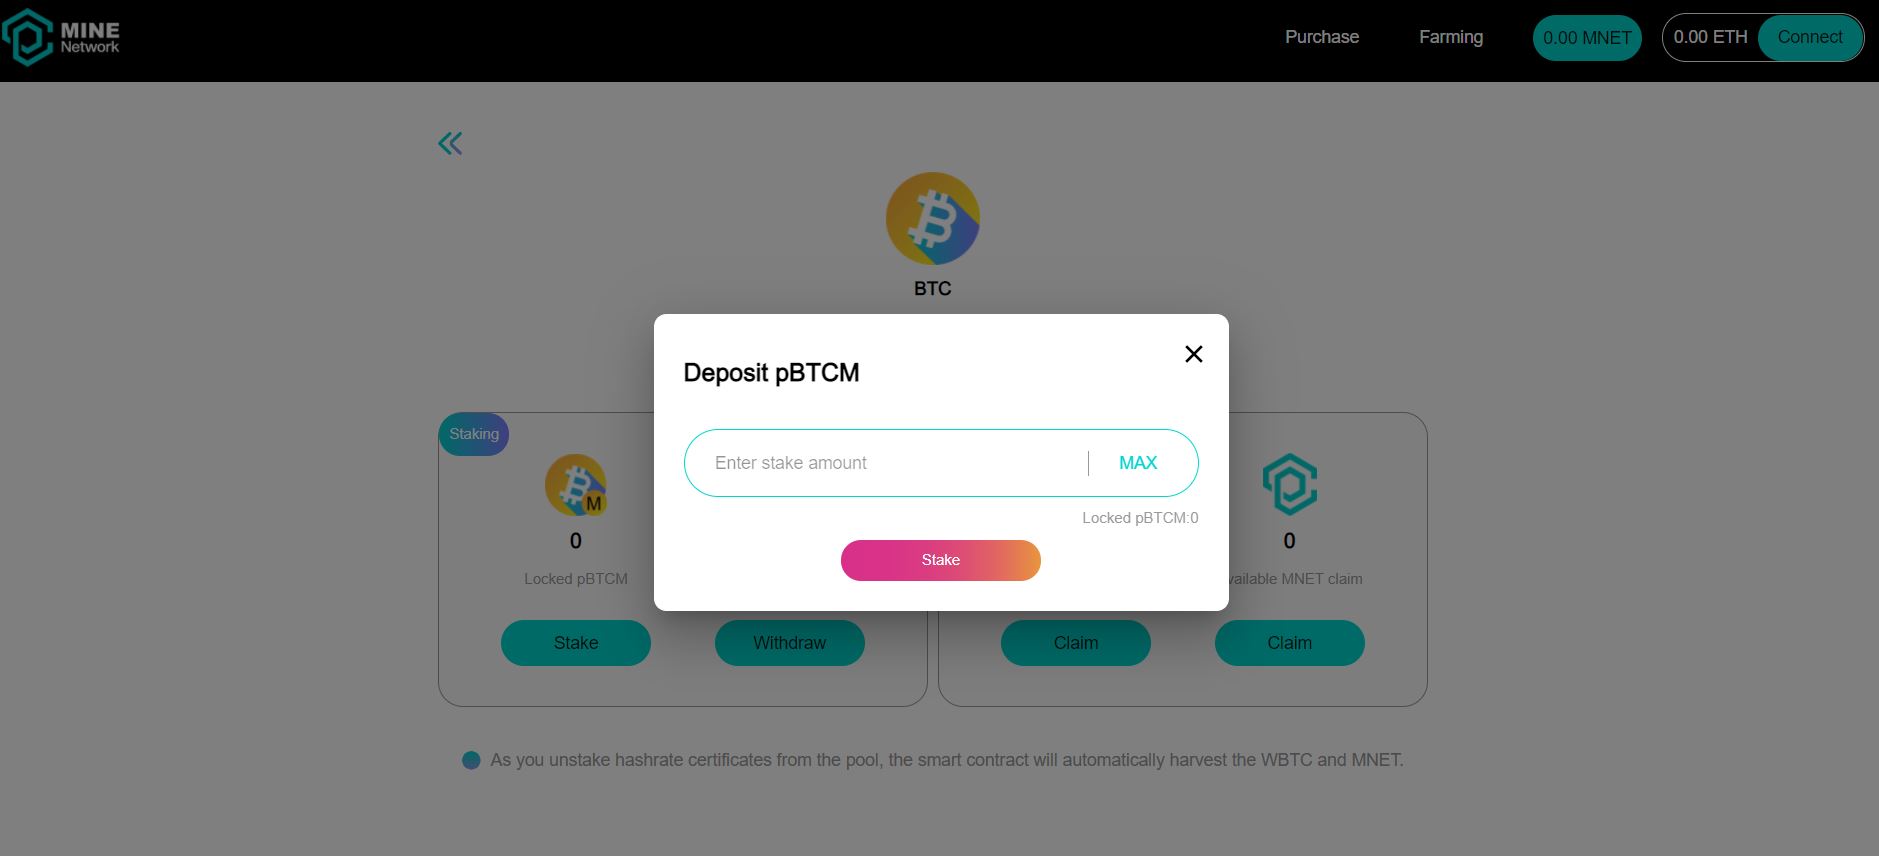 MINE
Network
Purchase
Farming
0.00 MNET
0.00 ETH
Connect
BTC
Deposit pBTCM
Enter stake amount
MAX
Locked pBTCM:0
Stake
Staking
M
0
Locked pBTCM
Stake
Withdraw
0
MNET claim
Claim
Claim
As you unstake hashrate certificates from the pool, the smart contract will automatically harvest the WBTC and MNET.